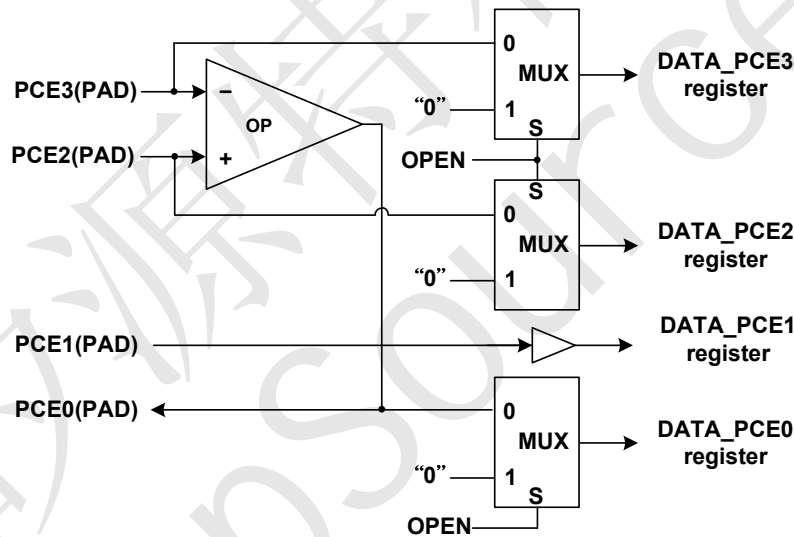 0
MUX
DATA_PCE3
register
PCE3(PAD)
−
OP
“0”
1
S
PCE2(PAD)
+
OPEN
S
0
MUX
DATA_PCE2
register
“0”
1
PCE1(PAD)
DATA_PCE1
register
PCE0(PAD)
0
MUX
DATA_PCE0
register
“0”
1
S
OPEN